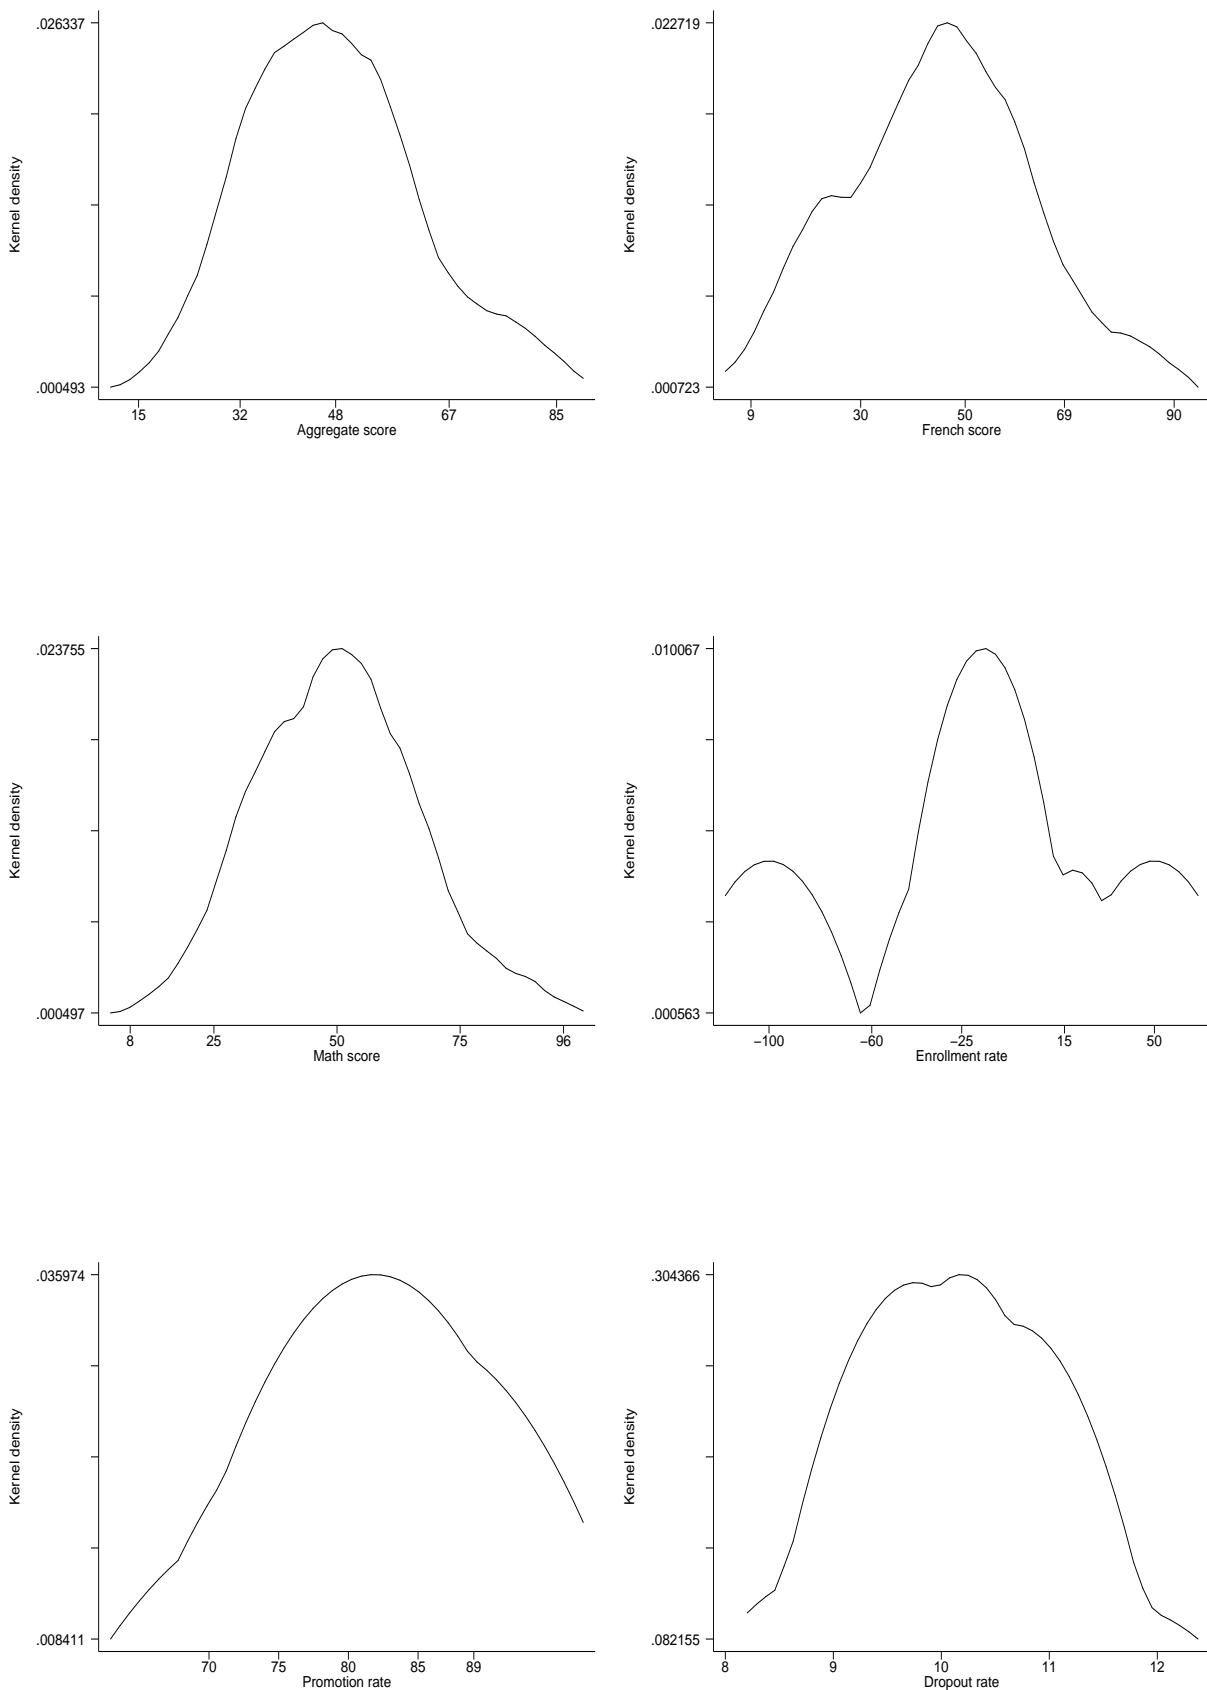 .026337
Kernel density
.000493
15 32 48 67 85
Aggregate score
.022719
Kernel density
.000723
9 30 50 69 90
French score
.023755
Kernel density
.000497
8 25 50 75 96
Math score
.010067
Kernel density
.000563
−100 −60 −25 15 50
Enrollment rate
.035974
Kernel density
.008411
70 75 80 85 89
Promotion rate
.304366
Kernel density
.082155
8 9 10 11 12
Dropout rate